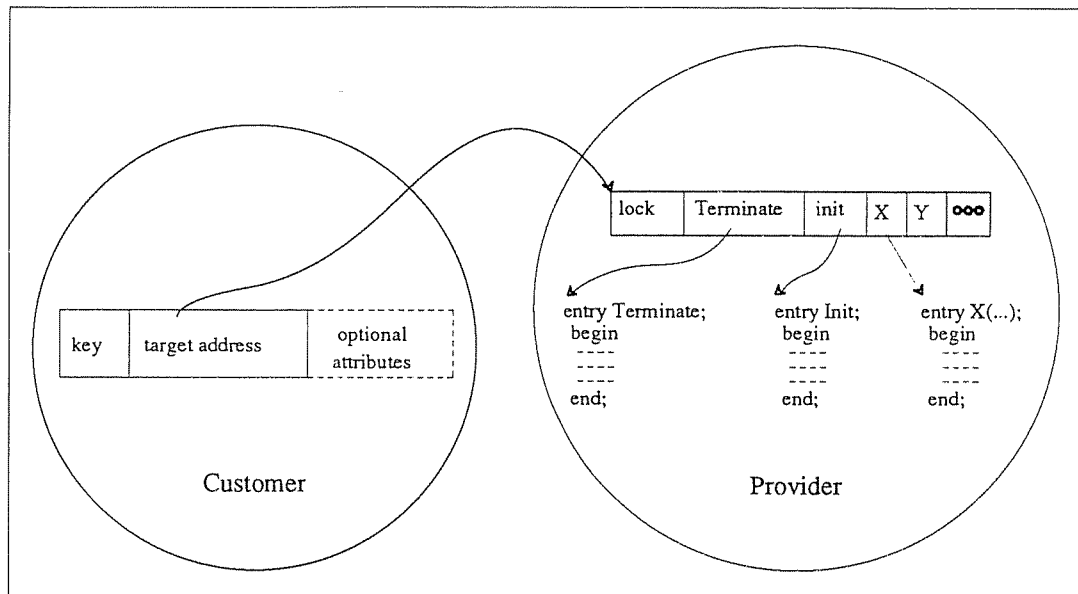 lock Terminate init X Y ooo
key target address optional attributes
entry Terminate;
begin
----
----
----
end;
entry Init;
begin
----
----
----
end;
entry X(...);
begin
----
----
----
end;
Customer
Provider